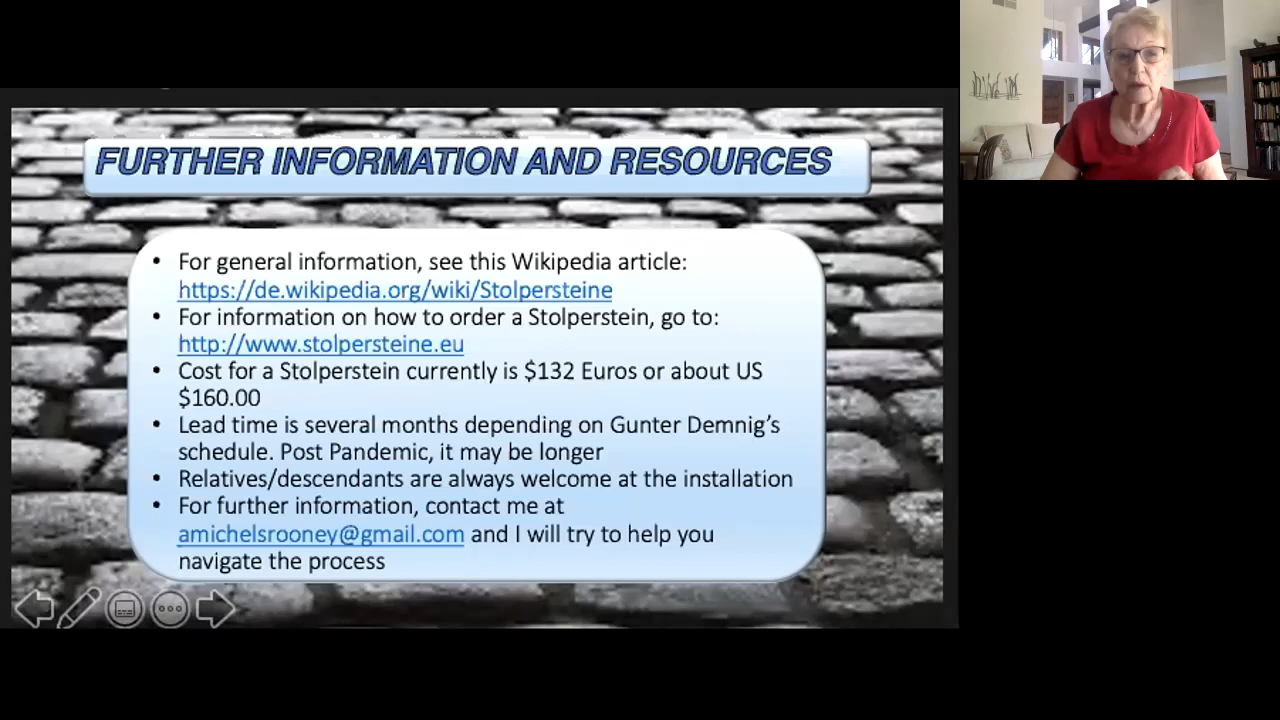 FURTHER INFORMATION AND RESOURCES
• For general information, see this Wikipedia article:
https://de.wikipedia.org/wiki/Stolpersteine
• For information on how to order a Stolperstein, go to:
http://www.stolpersteine.eu
• Cost for a Stolperstein currently is $132 Euros or about US
$160.00
• Lead time is several months depending on Gunter Demnig’s
schedule. Post Pandemic, it may be longer
• Relatives/descendants are always welcome at the installation
• For further information, contact me at
amichelsrooney@gmail.com and I will try to help you
navigate the process